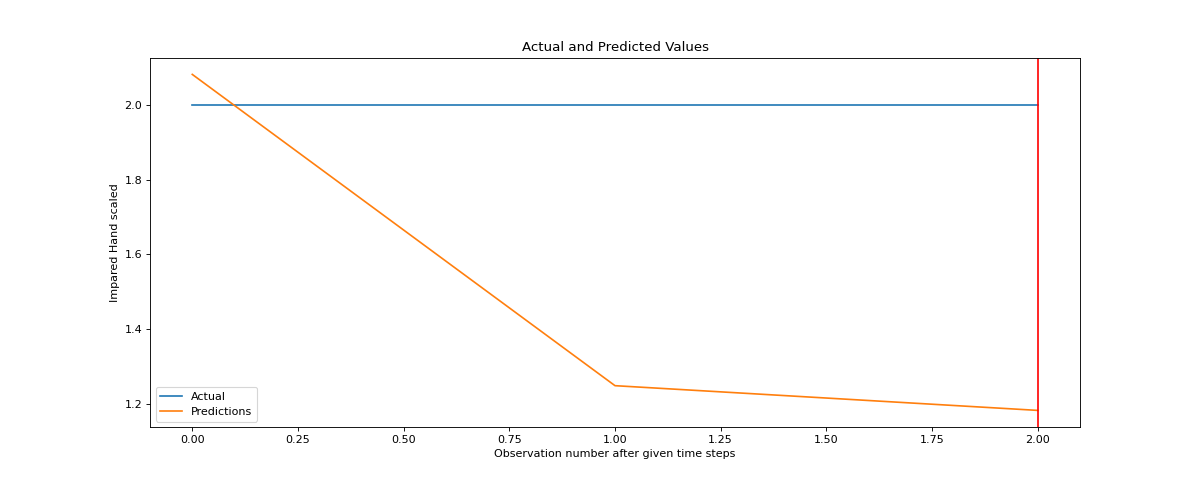 Actual and Predicted Values
Impared Hand scaled
2.0
1.8
1.6
1.4
1.2
Actual
Predictions
0.00 0.25 0.50 0.75 1.00 1.25 1.50 1.75 2.00
Observation number after given time steps